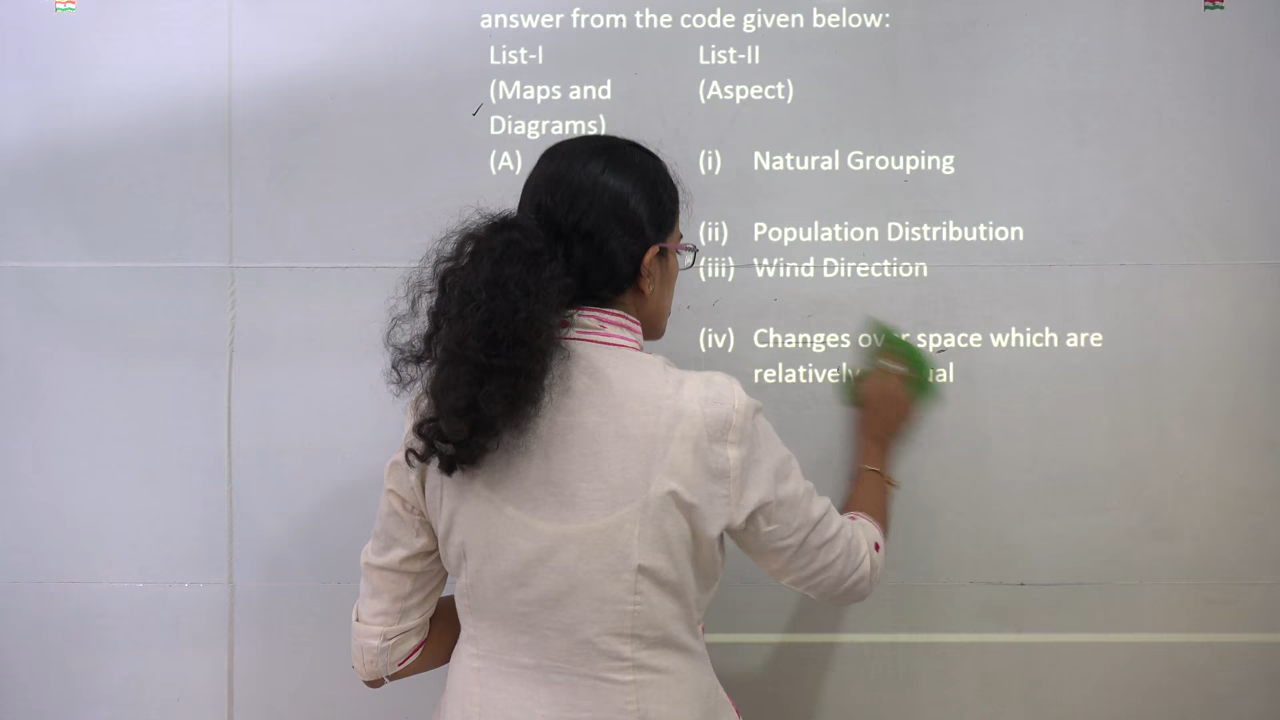 answer from the code given below:
List-I List-II
(Maps and (Aspect)
Diagrams)
(A) (i) Natural Grouping
(ii) Population Distribution
(iii) Wind Direction
(iv) Changes over space which are
relatively